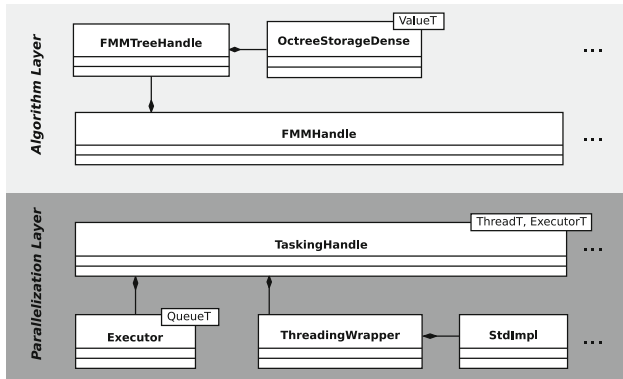 Algorithm Layer
ValueT
FMMTreeHandle
OctreeStorageDense
...
FMMHandle
...
Parallelization Layer
ThreadT, ExecutorT
TaskingHandle
...
QueueT
Executor
ThreadingWrapper
StdImpl
...